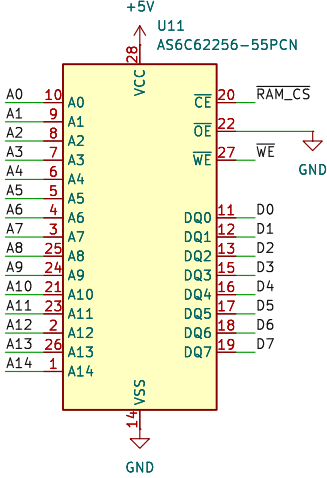 +5V
U11
AS6C62256-55PCN
28
VCC
A0 10 A0
A1 9 A1
A2 8 A2
A3 7 A3
A4 6 A4
A5 5 A5
A6 4 A6
A7 3 A7
A8 25 A8
A9 24 A9
A10 21 A10
A11 23 A11
A12 2 A12
A13 26 A13
A14 1 A14
CE 20 RAM_CS
OE 22
GND
WE 27 WE
DQ0 11 D0
DQ1 12 D1
DQ2 13 D2
DQ3 15 D3
DQ4 16 D4
DQ5 17 D5
DQ6 18 D6
DQ7 19 D7
VSS
14
GND